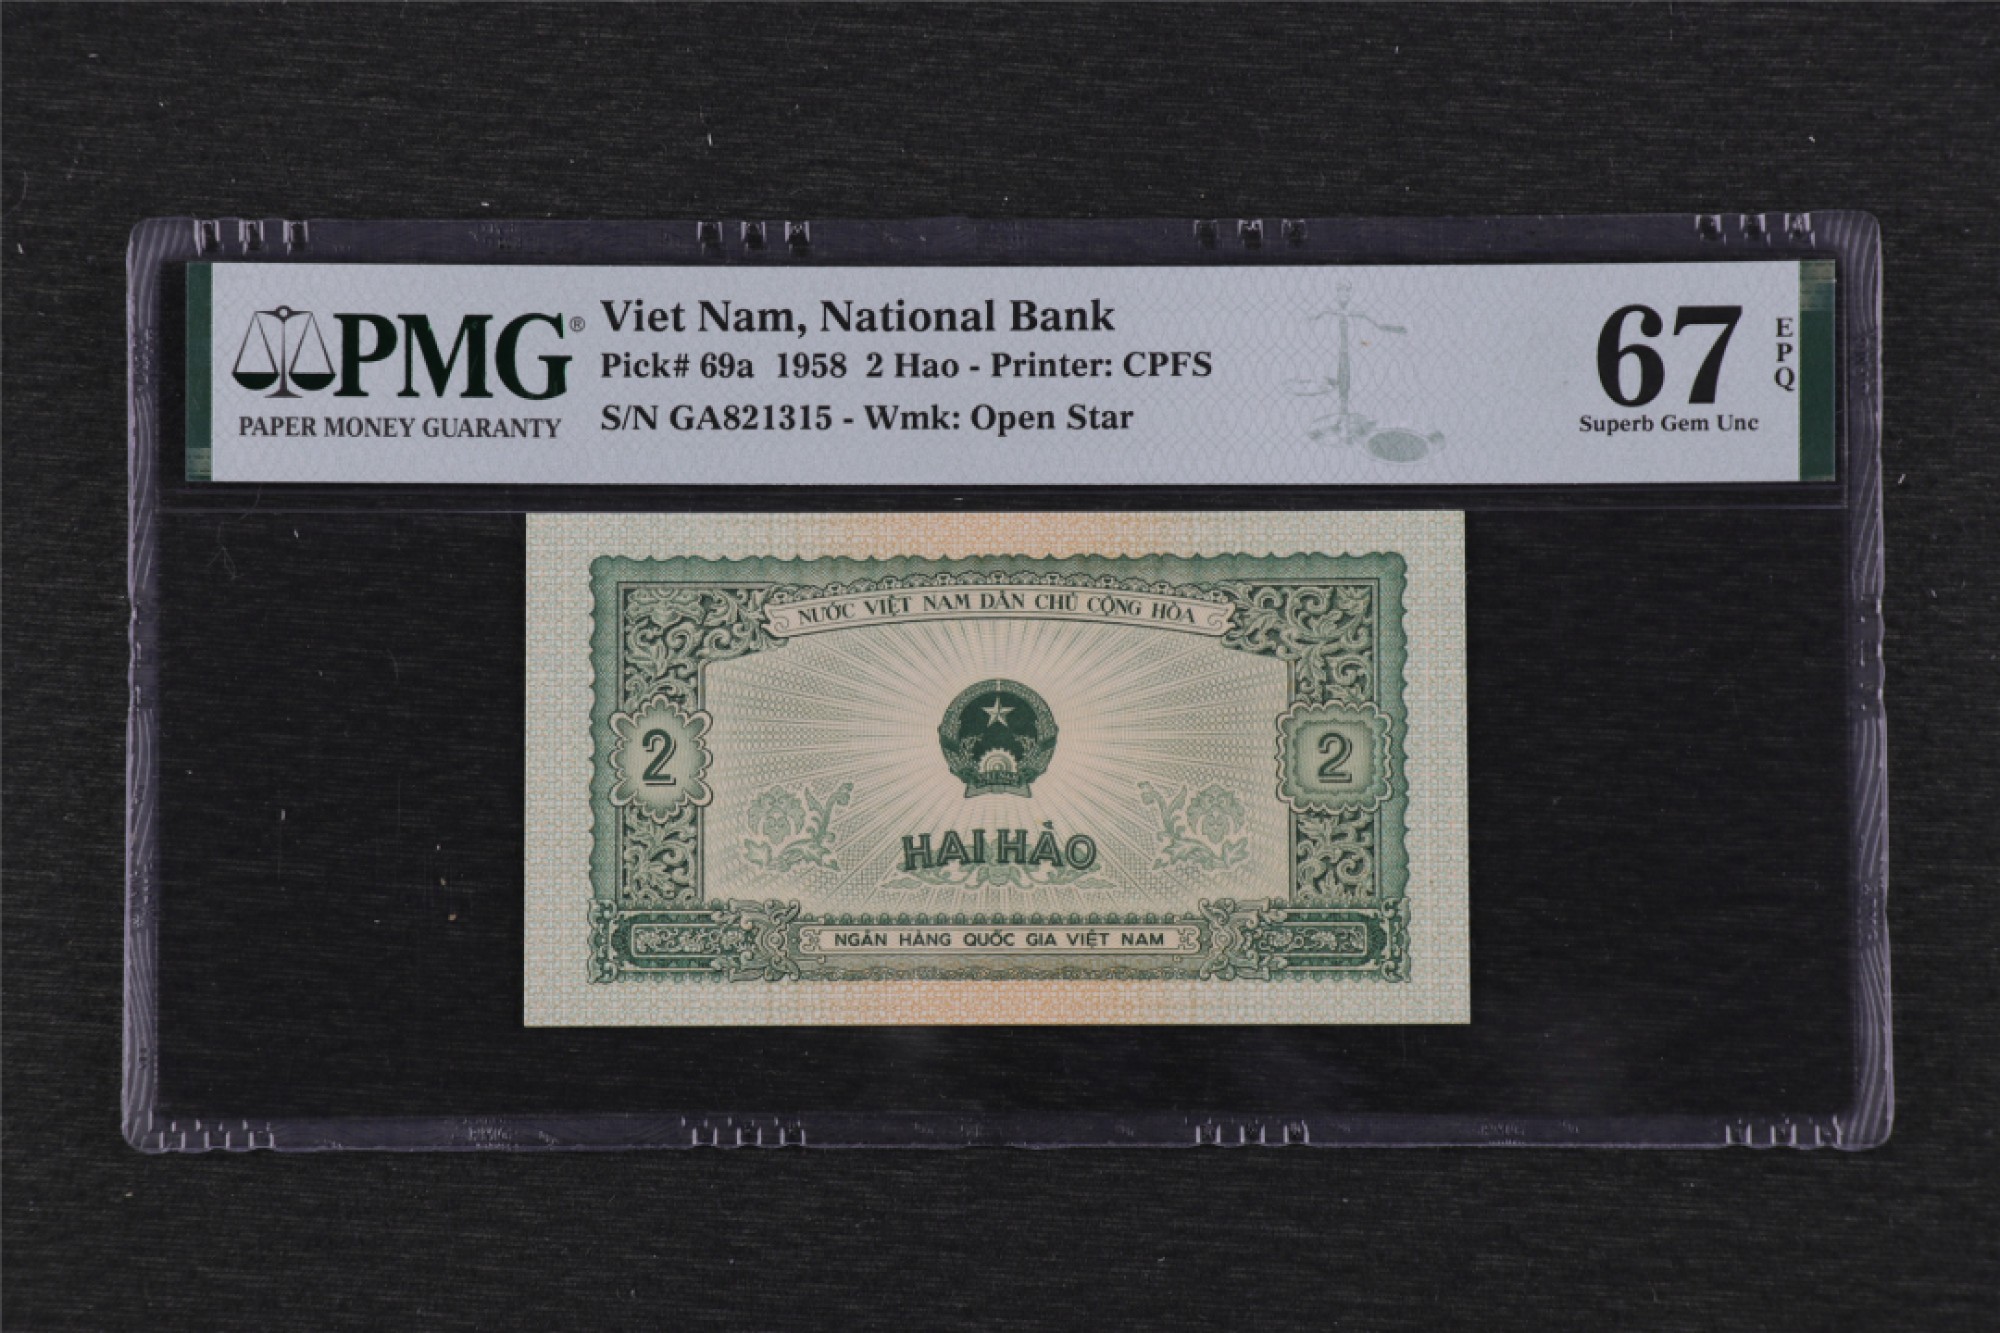 PMG®
PAPER MONEY GUARANTY
Viet Nam, National Bank
Pick# 69a 1958 2 Hao - Printer: CPFS
S/N GA821315 - Wmk: Open Star
67
EPQ
Superb Gem Unc
NƯỚC VIỆT NAM DÂN CHỦ CỘNG HÒA
2
2
HAI HÀO
NGÂN HÀNG QUỐC GIA VIỆT NAM